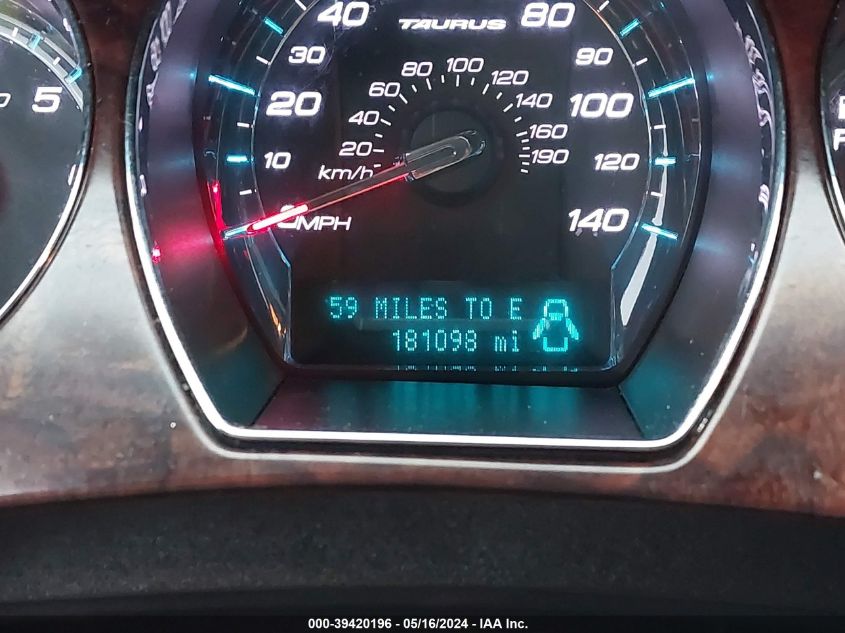 40 TAURUS 80
30 80 100 120 90
20 60 140 100
5 40 160
10 20 190 120
km/h
0 MPH 140
59 MILES TO E
181098 mi
000-39420196 - 05/16/2024 - IAA Inc.